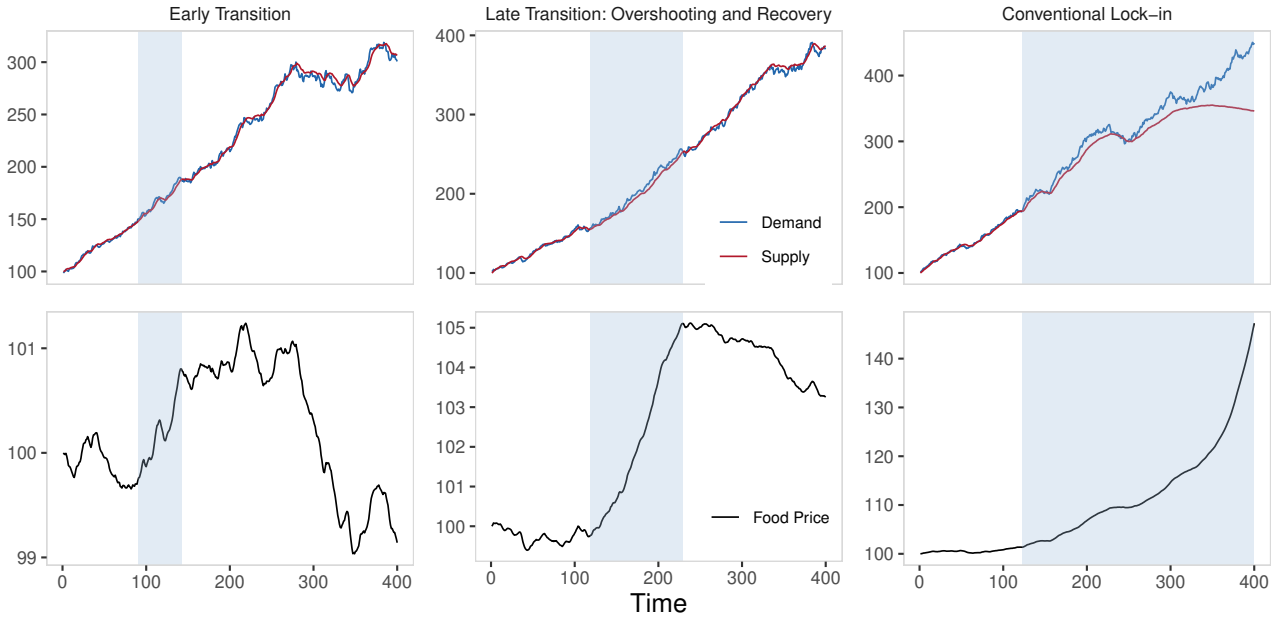 Early Transition
Late Transition: Overshooting and Recovery
Conventional Lock−in
300
250
200
150
100
400
300
200
100
Demand
Supply
400
300
200
100
101
100
99
0 100 200 300 400
105
104
103
102
101
100
Food Price
0 100 200 300 400
140
130
120
110
100
0 100 200 300 400
Time